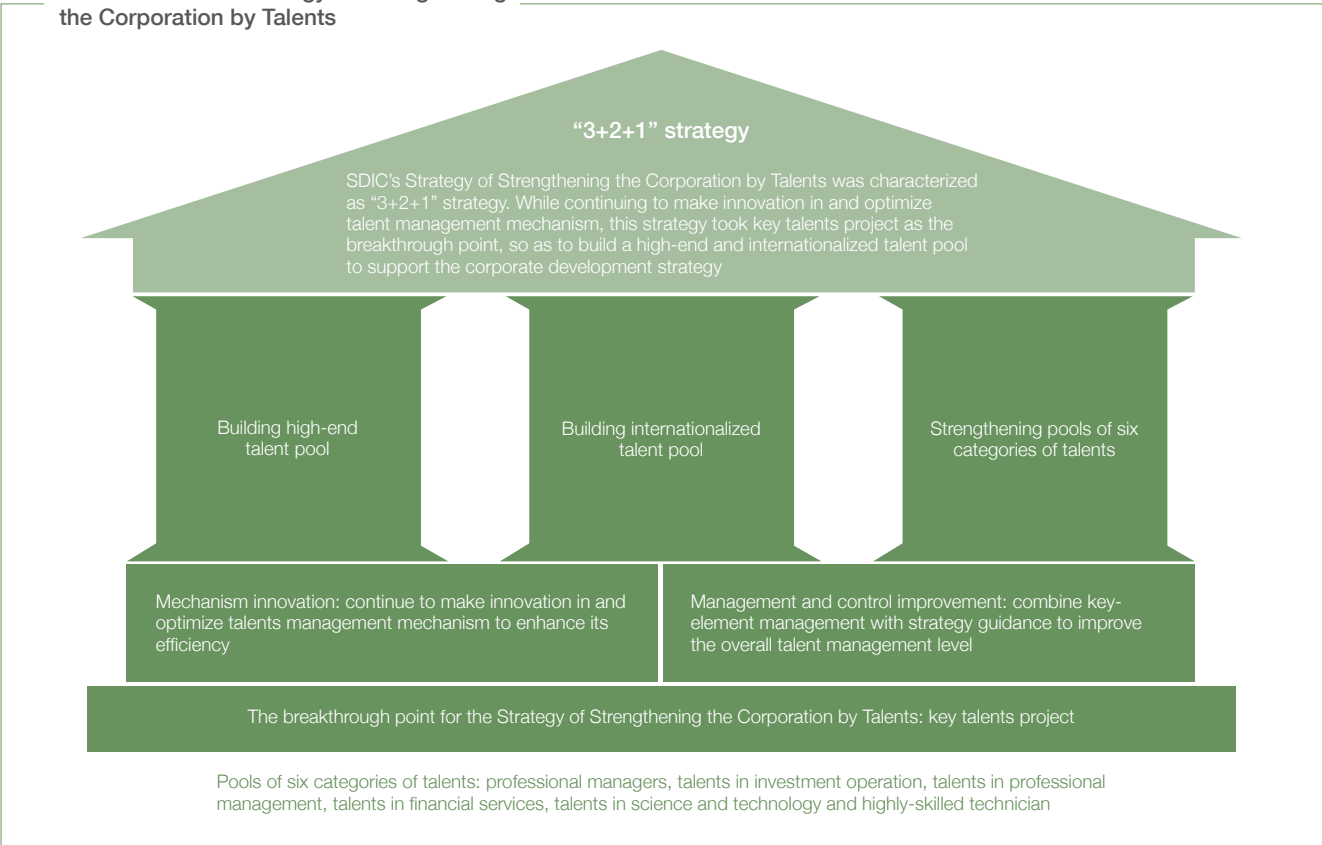 the Corporation by Talents
“3+2+1” strategy
SDIC's Strategy of Strengthening the Corporation by Talents was characterized
as “3+2+1” strategy. While continuing to make innovation in and optimize
talent management mechanism, this strategy took key talents project as the
breakthrough point, so as to build a high-end and internationalized talent pool
to support the corporate development strategy
Building high-end
talent pool
Building internationalized
talent pool
Strengthening pools of six
categories of talents
Mechanism innovation: continue to make innovation in and
optimize talents management mechanism to enhance its
efficiency
Management and control improvement: combine key-
element management with strategy guidance to improve
the overall talent management level
The breakthrough point for the Strategy of Strengthening the Corporation by Talents: key talents project
Pools of six categories of talents: professional managers, talents in investment operation, talents in professional
management, talents in financial services, talents in science and technology and highly-skilled technician